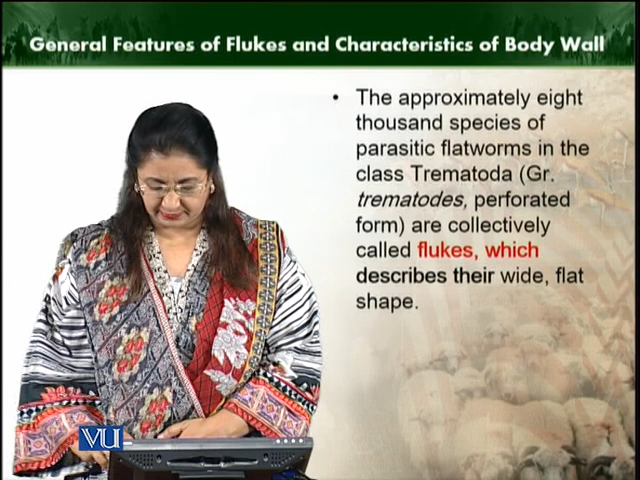 General Features of Flukes and Characteristics of Body Wall
• The approximately eight
thousand species of
parasitic flatworms in the
class Trematoda (Gr.
trematodes, perforated
form) are collectively
called flukes, which
describes their wide, flat
shape.
VU